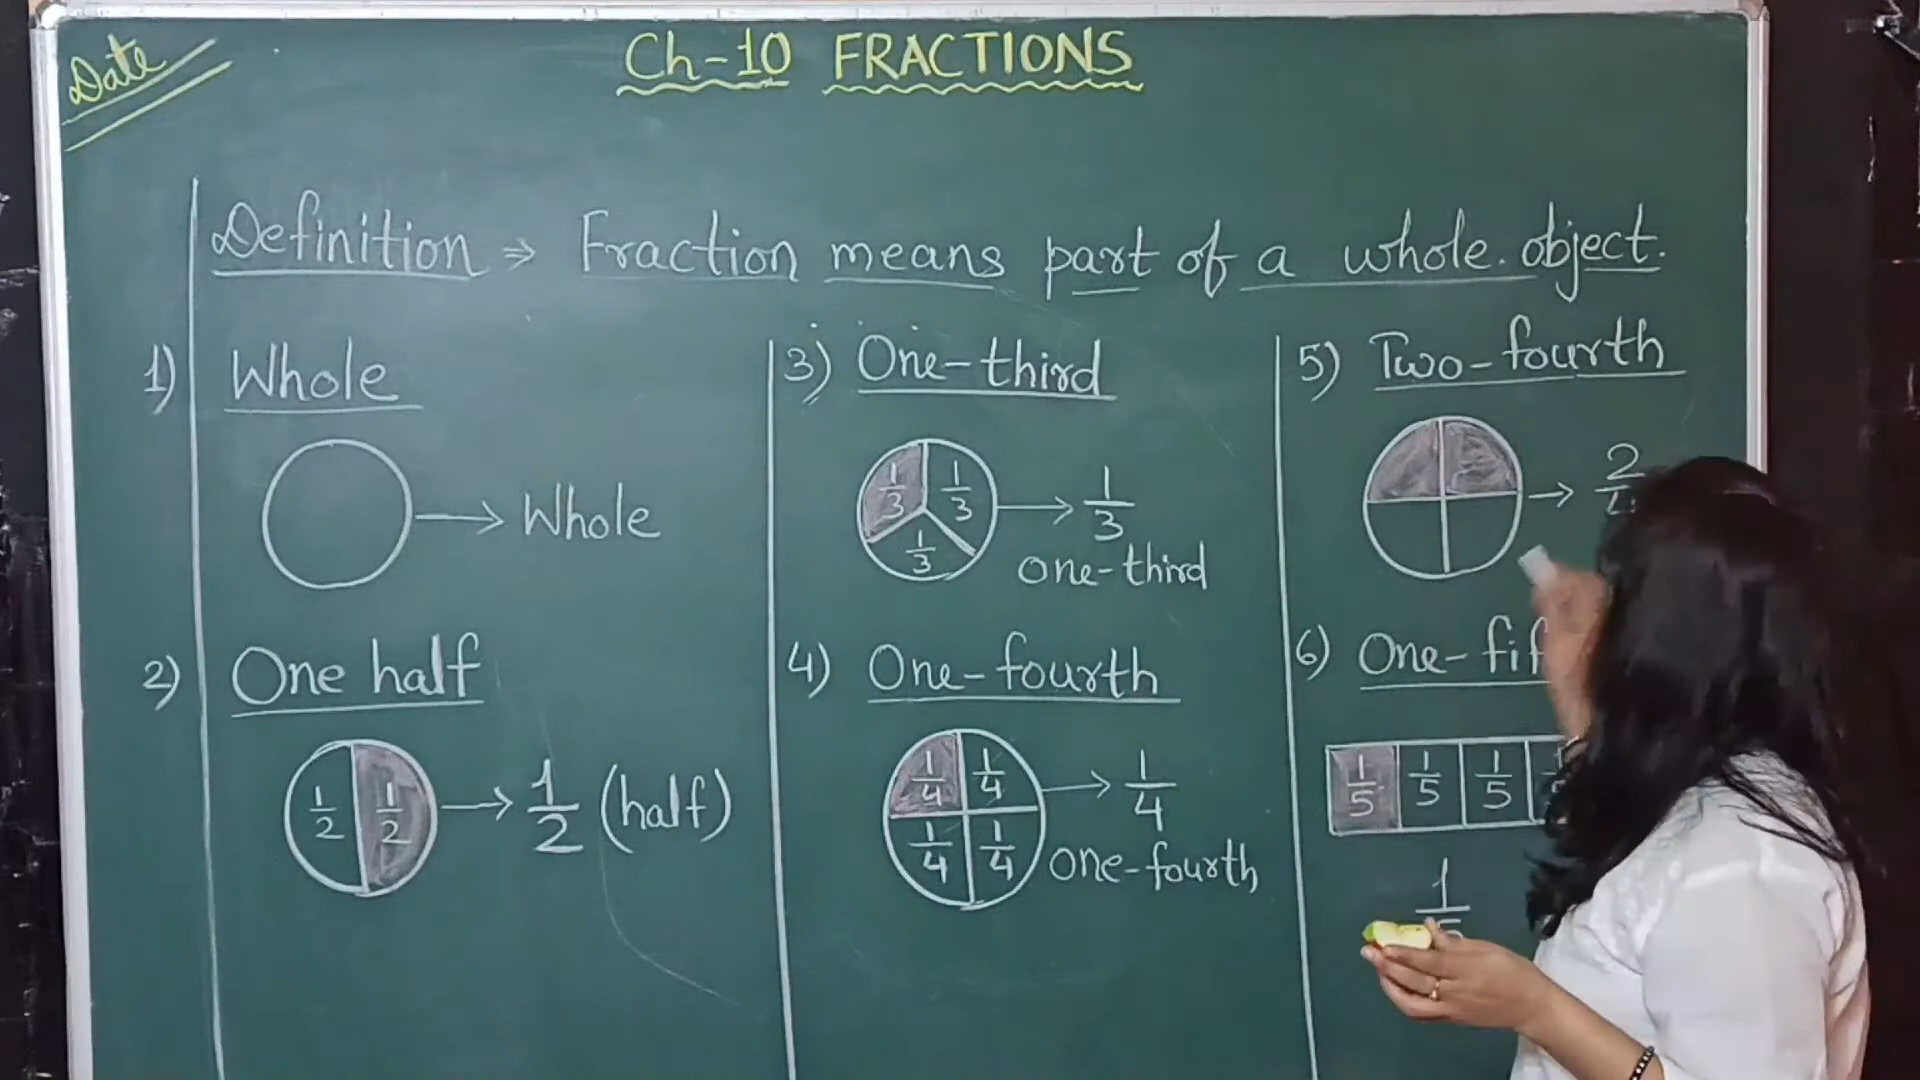 Date
Ch-10 FRACTIONS
Definition ⇒ Fraction means part of a whole. object.
1) Whole
→ Whole
2) One half
1/2 1/2 → 1/2 (half)
3) One-third
1/3 1/3 1/3 → 1/3
one-third
4) One-fourth
1/4 1/4 → 1/4
1/4 1/4 one-fourth
5) Two-fourth
→ 2
6) One-fif
1/5 1/5 1/5
1/5